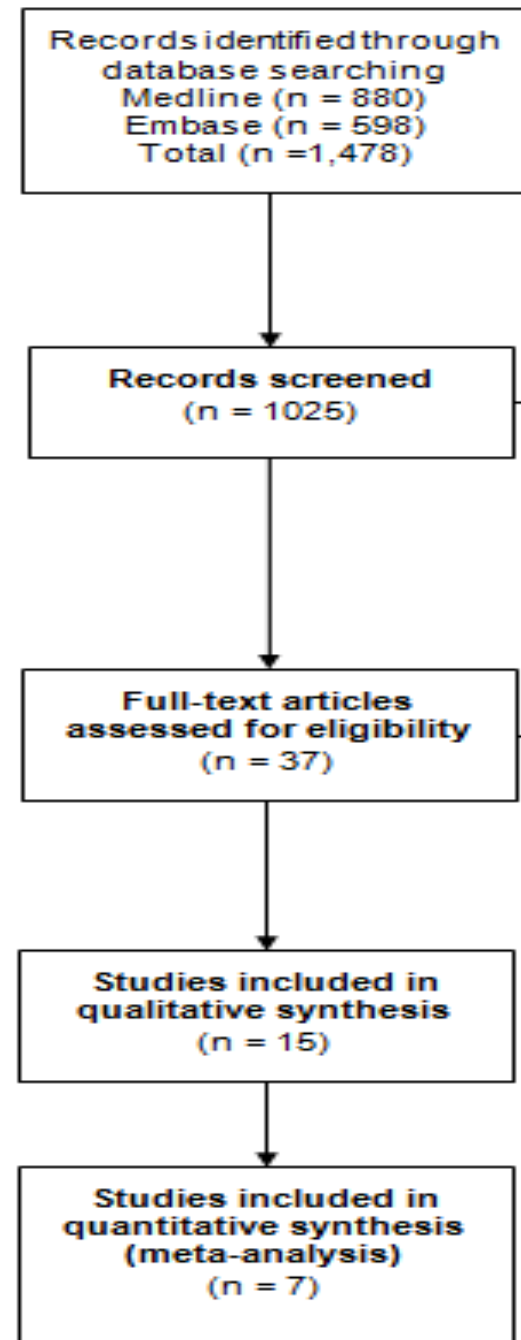 Records identified through
database searching
Medline (n = 880)
Embase (n = 598)
Total (n =1,478)
Records screened
(n = 1025)
Full-text articles
assessed for eligibility
(n = 37)
Studies included in
qualitative synthesis
(n = 15)
Studies included in
quantitative synthesis
(meta-analysis)
(n = 7)